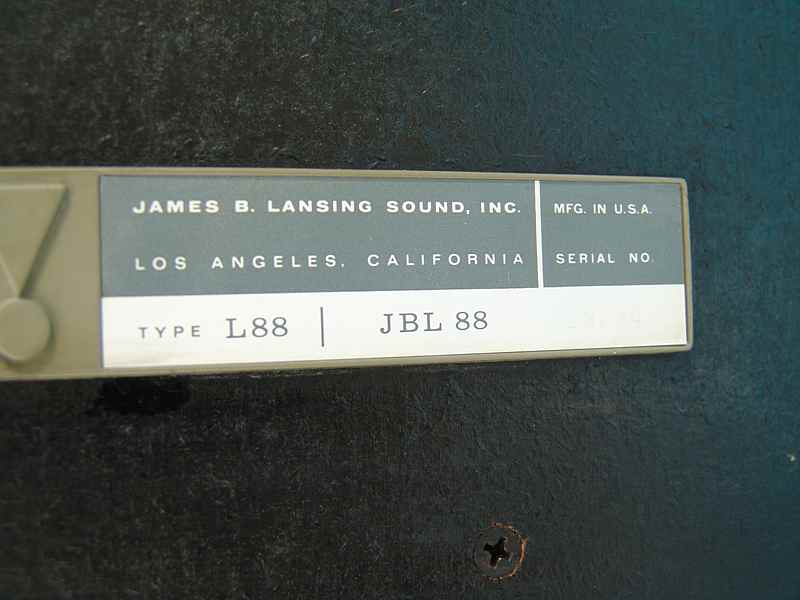 JAMES B. LANSING SOUND, INC.
LOS ANGELES, CALIFORNIA
MFG. IN U.S.A.
SERIAL NO.
TYPE L88 | JBL 88